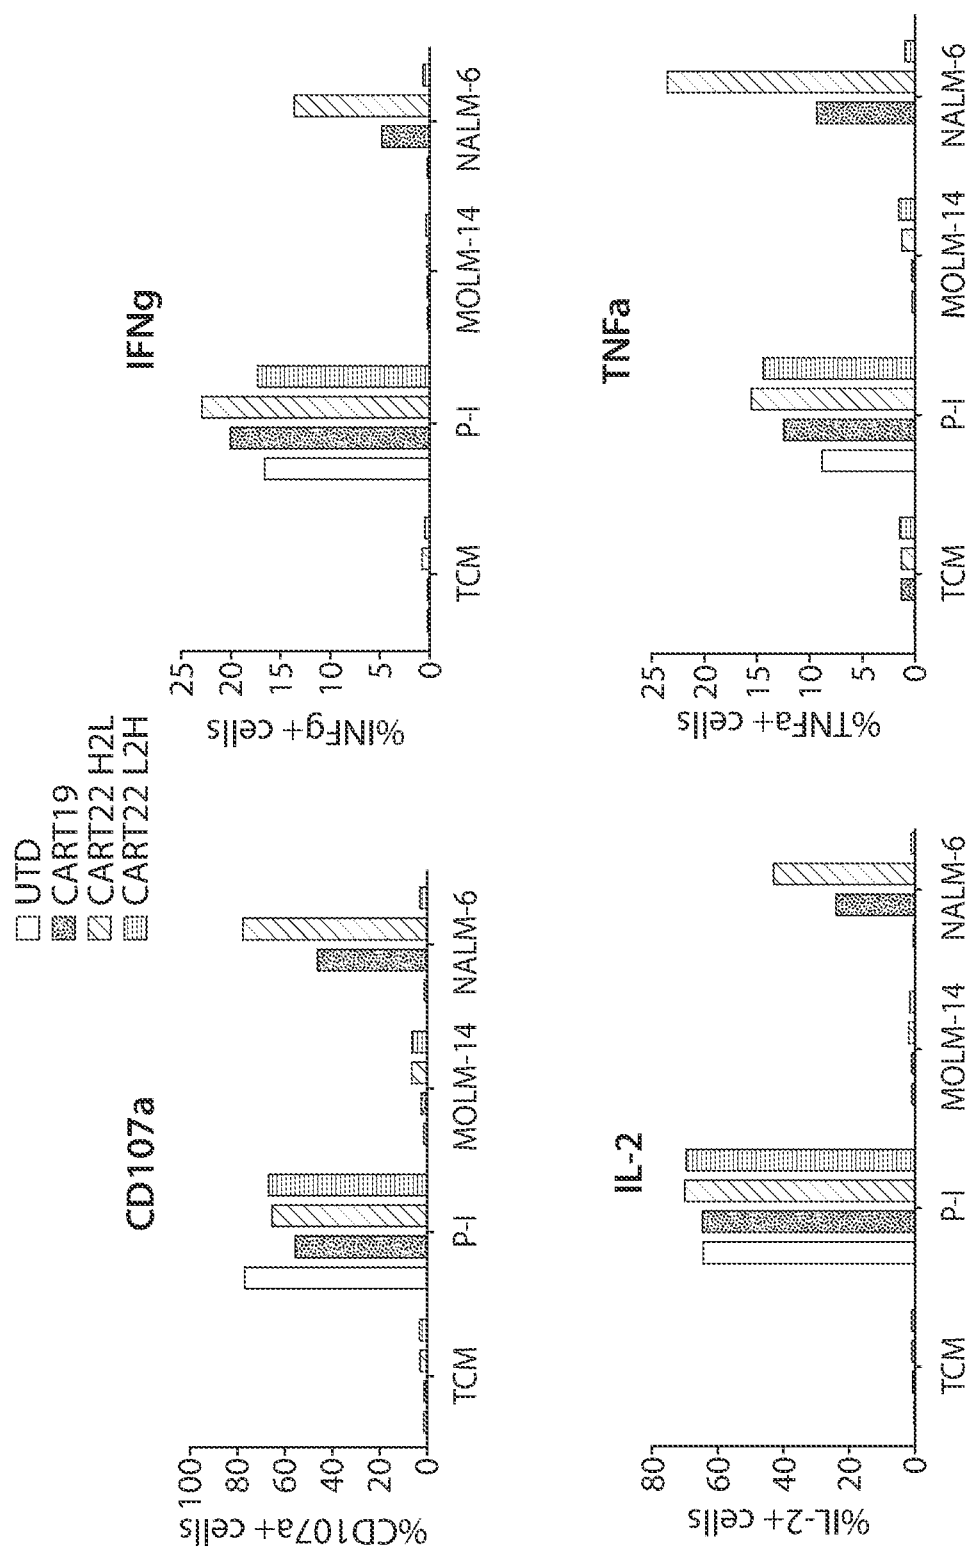 UTD
CART19
CART22 H2L
CART22 L2H
CD107a
%CD107a+ cells
100
80
60
40
20
0
TCM
P-I
MOLM-14
NALM-6
IFNg
%INFg+ cells
25
20
15
10
5
0
TCM
P-I
MOLM-14
NALM-6
IL-2
%IL-2+ cells
80
60
40
20
0
TCM
P-I
MOLM-14
NALM-6
TNFa
%TNFa+ cells
25
20
15
10
5
0
TCM
P-I
MOLM-14
NALM-6